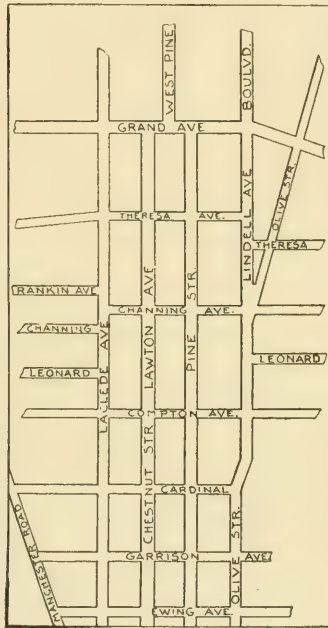 WEST PINE
BOULVD.
GRAND AVE
OLIVE STR.
LINDELL AVE
THERESA AVE.
THERESA
RANKIN AVE
LAWTON AVE
PINE STR.
CHANNING AVE.
CHANNING
LACLEDE AVE
LEONARD
LEONARD
COMPTON AVE.
CHESTNUT STR.
CARDINAL
MANCHESTER ROAD
GARRISON AVE
OLIVE STR.
EWING AVE.